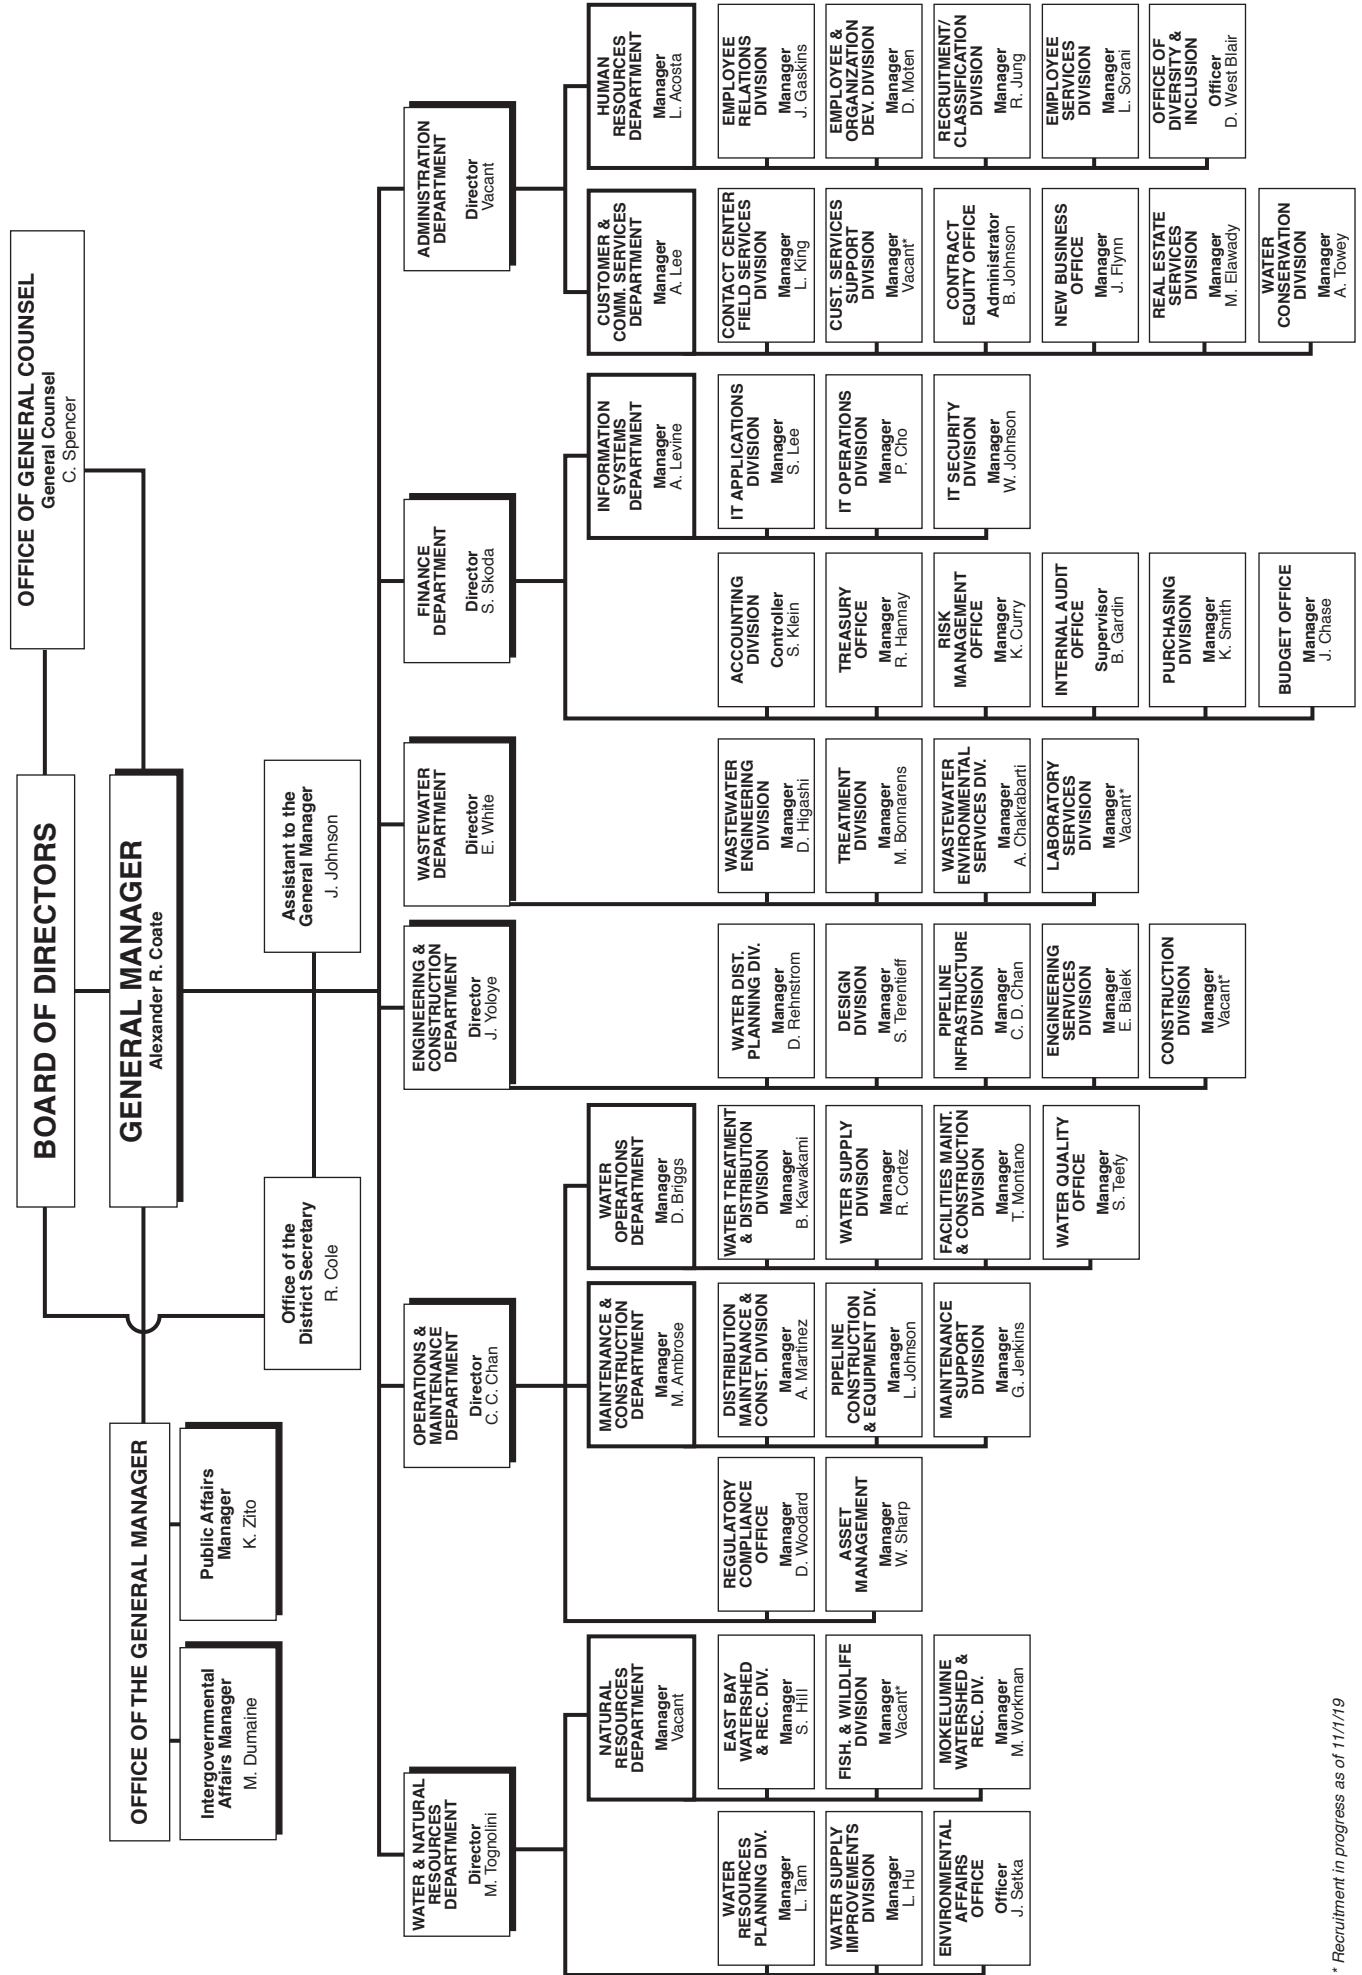 BOARD OF DIRECTORS
OFFICE OF GENERAL COUNSEL
General Counsel
C. Spencer
GENERAL MANAGER
Alexander R. Coate
OFFICE OF THE GENERAL MANAGER
Intergovernmental
Affairs Manager
M. Dumaine
Public Affairs
Manager
K. Zito
Office of the
District Secretary
R. Cole
Assistant to the
General Manager
J. Johnson
WATER & NATURAL
RESOURCES
DEPARTMENT
Director
M. Tognolini
OPERATIONS &
MAINTENANCE
DEPARTMENT
Director
C. C. Chan
ENGINEERING &
CONSTRUCTION
DEPARTMENT
Director
J. Yoloye
WASTEWATER
DEPARTMENT
Director
E. White
FINANCE
DEPARTMENT
Director
S. Skoda
ADMINISTRATION
DEPARTMENT
Director
Vacant
NATURAL
RESOURCES
DEPARTMENT
Manager
Vacant
MAINTENANCE &
CONSTRUCTION
DEPARTMENT
Manager
M. Ambrose
WATER
OPERATIONS
DEPARTMENT
Manager
D. Briggs
INFORMATION
SYSTEMS
DEPARTMENT
Manager
A. Levine
CUSTOMER &
COMM. SERVICES
DEPARTMENT
Manager
A. Lee
HUMAN
RESOURCES
DEPARTMENT
Manager
L. Acosta
WATER
RESOURCES
PLANNING DIV.
Manager
L. Tam
WATER SUPPLY
IMPROVEMENTS
DIVISION
Manager
L. Hu
ENVIRONMENTAL
AFFAIRS
OFFICE
Officer
J. Setka
EAST BAY
WATERSHED
& REC. DIV.
Manager
S. Hill
FISH. & WILDLIFE
DIVISION
Manager
Vacant*
MOKELUMNE
WATERSHED &
REC. DIV.
Manager
M. Workman
REGULATORY
COMPLIANCE
OFFICE
Manager
D. Woodard
ASSET
MANAGEMENT
Manager
W. Sharp
DISTRIBUTION
MAINTENANCE &
CONST. DIVISION
Manager
A. Martinez
PIPELINE
CONSTRUCTION
& EQUIPMENT DIV.
Manager
L. Johnson
MAINTENANCE
SUPPORT
DIVISION
Manager
G. Jenkins
WATER TREATMENT
& DISTRIBUTION
DIVISION
Manager
B. Kawakami
WATER SUPPLY
DIVISION
Manager
R. Cortez
FACILITIES MAINT.
& CONSTRUCTION
DIVISION
Manager
T. Montano
WATER QUALITY
OFFICE
Manager
S. Teefy
WATER DIST.
PLANNING DIV.
Manager
D. Rehnstrom
DESIGN
DIVISION
Manager
S. Terentieff
PIPELINE
INFRASTRUCTURE
DIVISION
Manager
C. D. Chan
ENGINEERING
SERVICES
DIVISION
Manager
E. Bialek
CONSTRUCTION
DIVISION
Manager
Vacant*
WASTEWATER
ENGINEERING
DIVISION
Manager
D. Higashi
TREATMENT
DIVISION
Manager
M. Bonnarens
WASTEWATER
ENVIRONMENTAL
SERVICES DIV.
Manager
A. Chakrabarti
LABORATORY
SERVICES
DIVISION
Manager
Vacant*
ACCOUNTING
DIVISION
Controller
S. Klein
TREASURY
OFFICE
Manager
R. Hannay
RISK
MANAGEMENT
OFFICE
Manager
K. Curry
INTERNAL AUDIT
OFFICE
Supervisor
B. Gardin
PURCHASING
DIVISION
Manager
K. Smith
BUDGET OFFICE
Manager
J. Chase
IT APPLICATIONS
DIVISION
Manager
S. Lee
IT OPERATIONS
DIVISION
Manager
P. Cho
IT SECURITY
DIVISION
Manager
W. Johnson
CONTACT CENTER
FIELD SERVICES
DIVISION
Manager
L. King
CUST. SERVICES
SUPPORT
DIVISION
Manager
Vacant*
CONTRACT
EQUITY OFFICE
Administrator
B. Johnson
NEW BUSINESS
OFFICE
Manager
J. Flynn
REAL ESTATE
SERVICES
DIVISION
Manager
M. Elawady
WATER
CONSERVATION
DIVISION
Manager
A. Towey
EMPLOYEE
RELATIONS
DIVISION
Manager
J. Gaskins
EMPLOYEE &
ORGANIZATION
DEV. DIVISION
Manager
D. Moten
RECRUITMENT/
CLASSIFICATION
DIVISION
Manager
R. Jung
EMPLOYEE
SERVICES
DIVISION
Manager
L. Sorani
OFFICE OF
DIVERSITY &
INCLUSION
Officer
D. West Blair
* Recruitment in progress as of 11/1/19